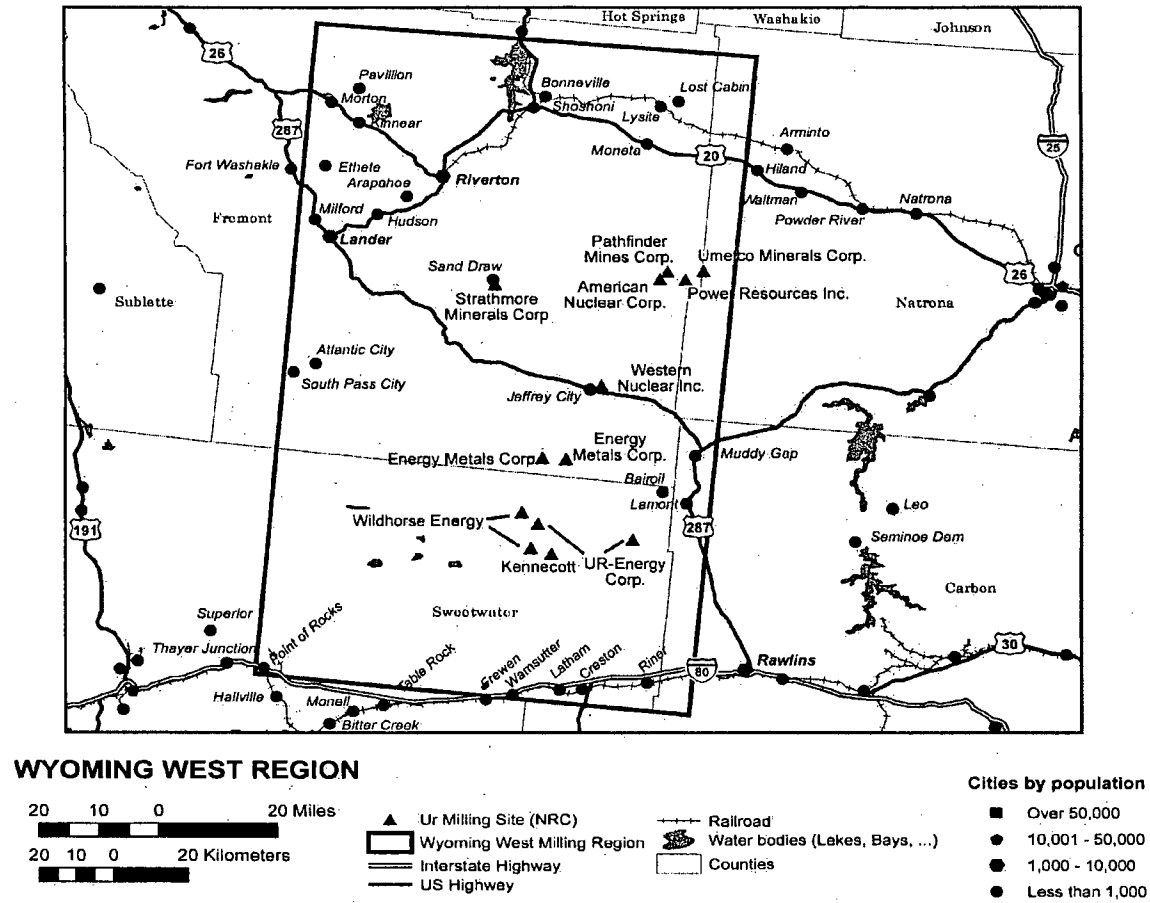 Hot Springs
Washakie
Johnson
26
Pavillion
Morton
Kinnear
287
Fort Washakie
Ethete
Arapahoe
Riverton
Fremont
Milford
Hudson
Lander
Bonneville
Shoshoni
Lost Cabin
Lysite
Moneta
20
Arminto
25
Hiland
Waltman
Powder River
Natrona
26
Pathfinder
Mines Corp.
Umetco Minerals Corp.
American
Nuclear Corp.
Power Resources Inc.
Natrona
Sand Draw
Strathmore
Minerals Corp
Sublette
Atlantic City
South Pass City
Western
Nuclear Inc.
Jeffrey City
Energy Metals Corp.
Energy
Metals Corp.
Muddy Gap
Bairoil
Lamont
287
Leo
Seminoe Dam
191
Wildhorse Energy
Kennecott
UR-Energy
Corp.
Carbon
Sweetwater
Superior
Thayer Junction
Point of Rocks
Hallville
Monell
Bitter Creek
Table Rock
Frewen
Wamsutter
Latham
Creston
Riner
80
Rawlins
30
WYOMING WEST REGION
20 10 0 20 Miles
20 10 0 20 Kilometers
Ur Milling Site (NRC)
Wyoming West Milling Region
Interstate Highway
US Highway
Railroad
Water bodies (Lakes, Bays, ...)
Counties
Cities by population
Over 50,000
10,001 - 50,000
1,000 - 10,000
Less than 1,000